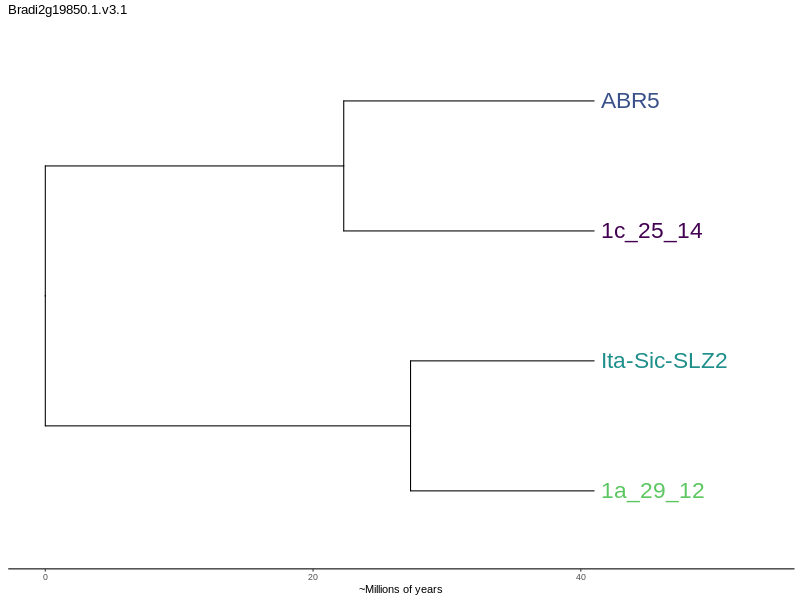 Bradi2g19850.1.v3.1
ABR5
1c_25_14
Ita-Sic-SLZ2
1a_29_12
0 20 40
~Millions of years